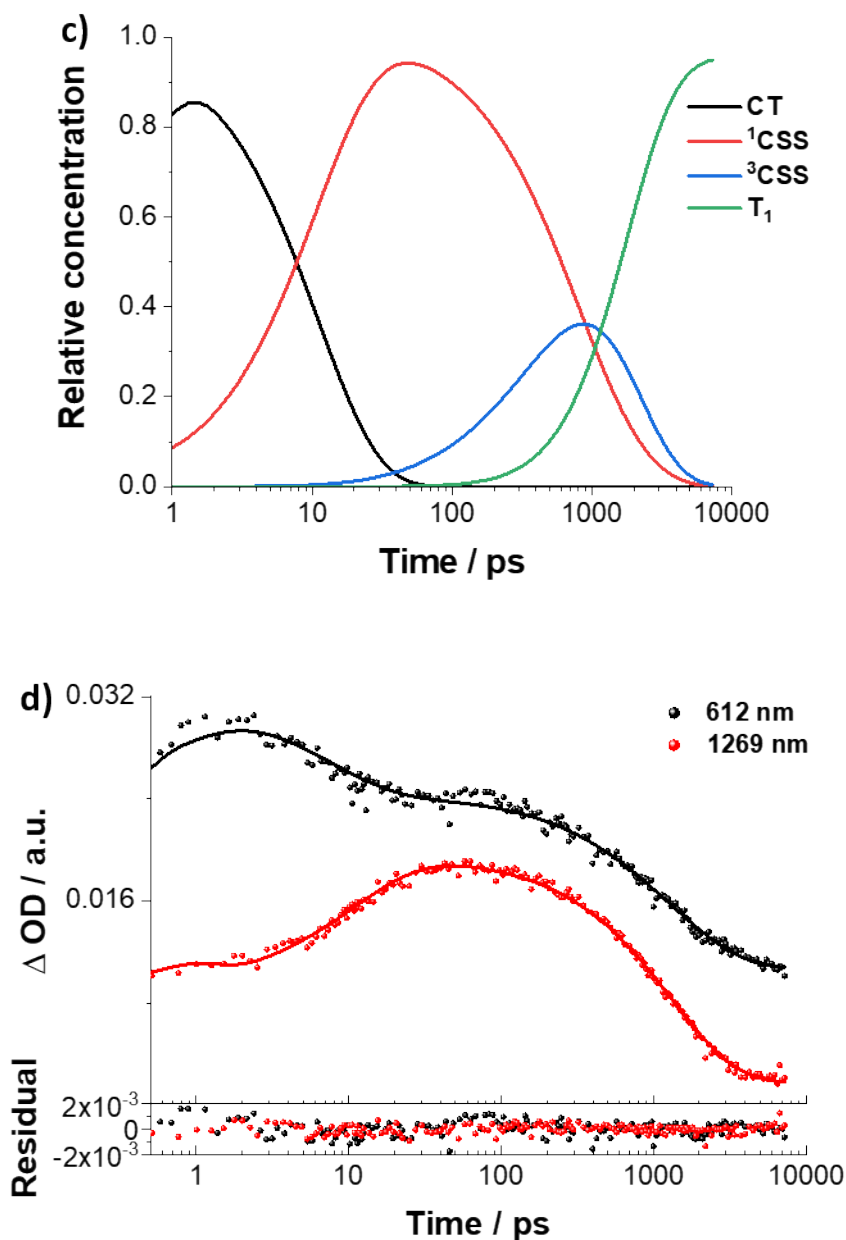 c)
1.0
0.8
0.6
0.4
0.2
0.0
Relative concentration
CT
¹CSS
³CSS
T₁
1 10 100 1000 10000
Time / ps
d)
0.032
0.016
Δ OD / a.u.
612 nm
1269 nm
Residual
2x10⁻³
0
-2x10⁻³
1 10 100 1000 10000
Time / ps